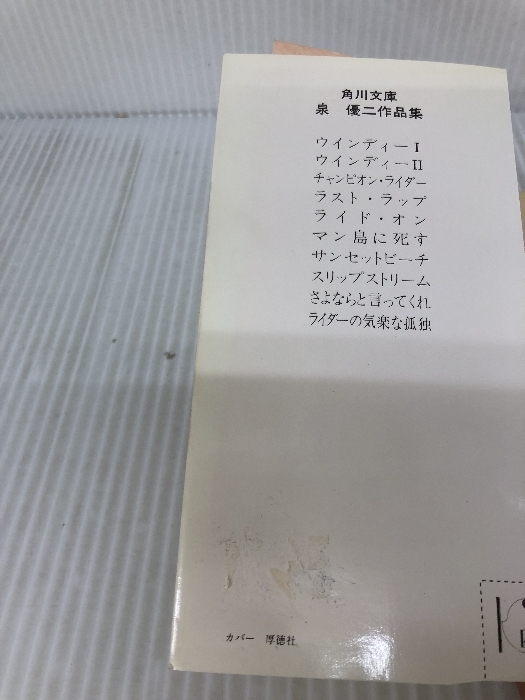 角川文庫
泉 優二作品集
ウインディーⅠ
ウインディーⅡ
チャンピオン・ライダー
ラスト・ラップ
ライド・オン
マン島に死す
サンセットビーチ
スリップストリーム
さよならと言ってくれ
ライダーの気楽な孤独
カバー 厚徳社